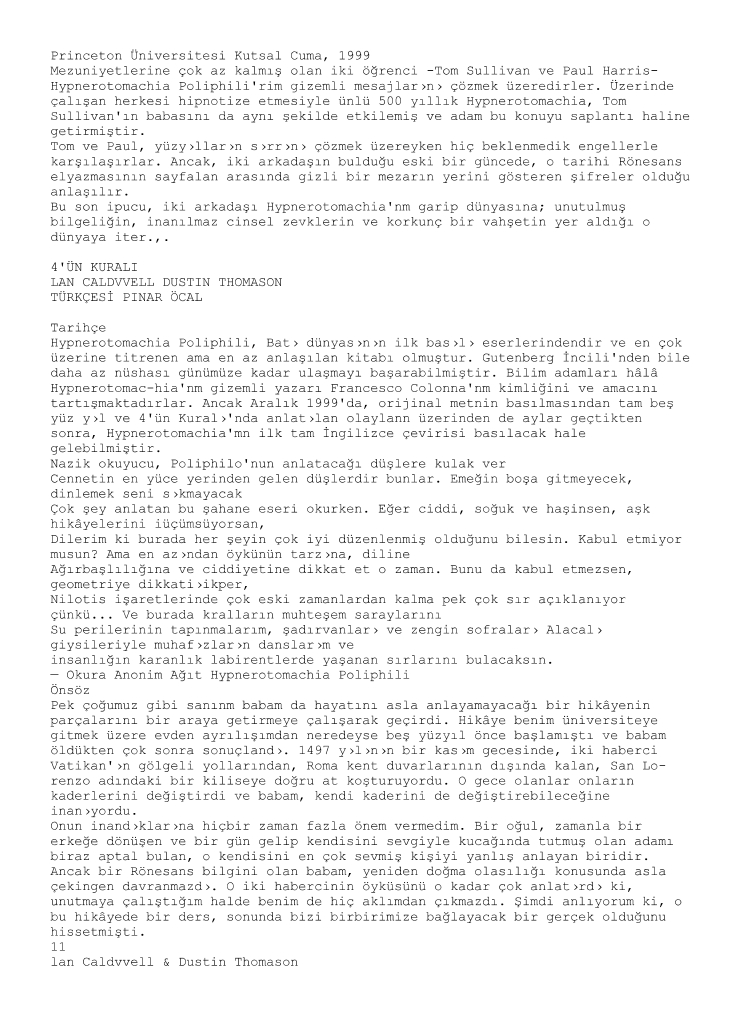 Princeton Üniversitesi Kutsal Cuma, 1999
Mezuniyetlerine çok az kalmış olan iki öğrenci -Tom Sullivan ve Paul Harris-
Hypnerotomachia Poliphili'rim gizemli mesajlar›n› çözmek üzeredirler. Üzerinde
çalışan herkesi hipnotize etmesiyle ünlü 500 yıllık Hypnerotomachia, Tom
Sullivan'ın babasını da aynı şekilde etkilemiş ve adam bu konuyu saplantı haline
getirmiştir.
Tom ve Paul, yüzy›llar›n s›rr›n› çözmek üzereyken hiç beklenmedik engellerle
karşılaşırlar. Ancak, iki arkadaşın bulduğu eski bir güncede, o tarihi Rönesans
elyazmasının sayfalan arasında gizli bir mezarın yerini gösteren şifreler olduğu
anlaşılır.
Bu son ipucu, iki arkadaşı Hypnerotomachia'nm garip dünyasına; unutulmuş
bilgeliğin, inanılmaz cinsel zevklerin ve korkunç bir vahşetin yer aldığı o
dünyaya iter.,.

4'ÜN KURALI
LAN CALDVVELL DUSTIN THOMASON
TÜRKÇESİ PINAR ÖCAL

Tarihçe
Hypnerotomachia Poliphili, Bat› dünyas›n›n ilk bas›l› eserlerindendir ve en çok
üzerine titrenen ama en az anlaşılan kitabı olmuştur. Gutenberg İncili'nden bile
daha az nüshası günümüze kadar ulaşmayı başarabilmiştir. Bilim adamları hâlâ
Hypnerotomac-hia'nm gizemli yazarı Francesco Colonna'nm kimliğini ve amacını
tartışmaktadırlar. Ancak Aralık 1999'da, orijinal metnin basılmasından tam beş
yüz y›l ve 4'ün Kural›'nda anlat›lan olaylann üzerinden de aylar geçtikten
sonra, Hypnerotomachia'mn ilk tam İngilizce çevirisi basılacak hale
gelebilmiştir.
Nazik okuyucu, Poliphilo'nun anlatacağı düşlere kulak ver
Cennetin en yüce yerinden gelen düşlerdir bunlar. Emeğin boşa gitmeyecek,
dinlemek seni s›kmayacak
Çok şey anlatan bu şahane eseri okurken. Eğer ciddi, soğuk ve haşinsen, aşk
hikâyelerini iüçümsüyorsan,
Dilerim ki burada her şeyin çok iyi düzenlenmiş olduğunu bilesin. Kabul etmiyor
musun? Ama en az›ndan öykünün tarz›na, diline
Ağırbaşlılığına ve ciddiyetine dikkat et o zaman. Bunu da kabul etmezsen,
geometriye dikkati›ikper,
Nilotis işaretlerinde çok eski zamanlardan kalma pek çok sır açıklanıyor
çünkü... Ve burada kralların muhteşem saraylarını
Su perilerinin tapınmalarım, şadırvanlar› ve zengin sofralar› Alacal›
giysileriyle muhaf›zlar›n danslar›m ve
insanlığın karanlık labirentlerde yaşanan sırlarını bulacaksın.
— Okura Anonim Ağıt Hypnerotomachia Poliphili
Önsöz
Pek çoğumuz gibi sanınm babam da hayatını asla anlayamayacağı bir hikâyenin
parçalarını bir araya getirmeye çalışarak geçirdi. Hikâye benim üniversiteye
gitmek üzere evden ayrılışımdan neredeyse beş yüzyıl önce başlamıştı ve babam
öldükten çok sonra sonuçland›. 1497 y›l›n›n bir kas›m gecesinde, iki haberci
Vatikan'›n gölgeli yollarından, Roma kent duvarlarının dışında kalan, San Lo-
renzo adındaki bir kiliseye doğru at koşturuyordu. O gece olanlar onların
kaderlerini değiştirdi ve babam, kendi kaderini de değiştirebileceğine
inan›yordu.
Onun inand›klar›na hiçbir zaman fazla önem vermedim. Bir oğul, zamanla bir
erkeğe dönüşen ve bir gün gelip kendisini sevgiyle kucağında tutmuş olan adamı
biraz aptal bulan, o kendisini en çok sevmiş kişiyi yanlış anlayan biridir.
Ancak bir Rönesans bilgini olan babam, yeniden doğma olasılığı konusunda asla
çekingen davranmazd›. O iki habercinin öyküsünü o kadar çok anlat›rd› ki,
unutmaya çalıştığım halde benim de hiç aklımdan çıkmazdı. Şimdi anlıyorum ki, o
bu hikâyede bir ders, sonunda bizi birbirimize bağlayacak bir gerçek olduğunu
hissetmişti.
11
lan Caldvvell & Dustin Thomason